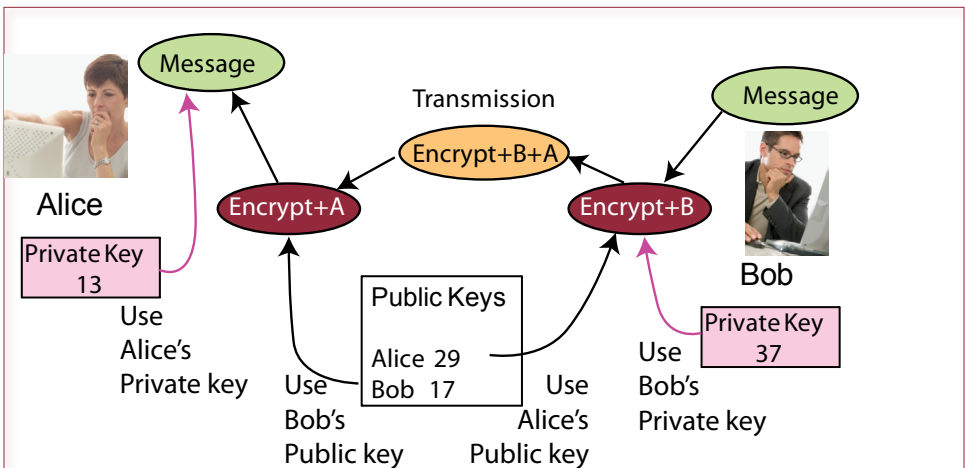 Message
Transmission
Message
Encrypt+B+A
Alice
Encrypt+A
Encrypt+B
Bob
Private Key
13
Public Keys
Alice 29
Bob 17
Private Key
37
Use
Alice's
Private key
Use
Bob's
Public key
Use
Alice's
Public key
Use
Bob's
Private key